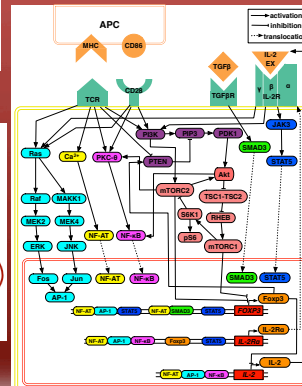 APC
activation
inhibition
translocation
MHC
CD86
TGFβ
IL-2
EX
TCR
CD28
TGFβR
γ
β
α
IL-2R
JAK3
PI3K
PIP3
PDK1
SMAD3
STAT5
Ras
Ca²⁺
PKC-θ
PTEN
Akt
Raf
MAKK1
mTORC2
TSC1-TSC2
MEK2
MEK4
S6K1
RHEB
NF-AT
NF-κB
pS6
ERK
JNK
mTORC1
Fos
Jun
NF-AT
NF-κB
SMAD3
STAT5
AP-1
Foxp3
NF-AT
AP-1
STAT5
NF-AT
SMAD3
STAT5
FOXP3
IL-2Rα
NF-AT
AP-1
NF-κB
Foxp3
STAT5
IL-2Rα
IL-2
NF-AT
AP-1
NF-κB
IL-2